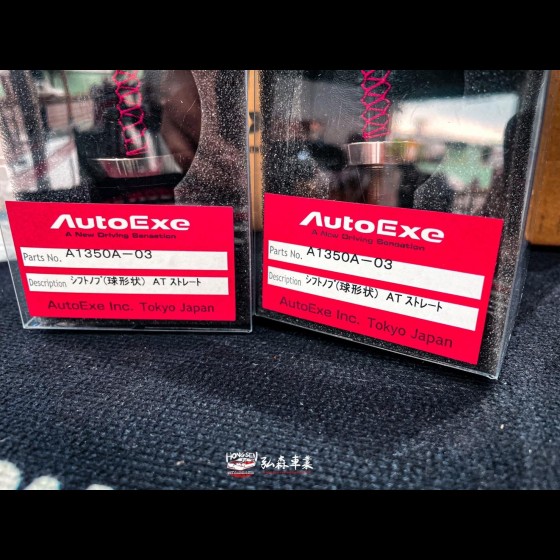 AutoExe
A New Driving Sensation
Parts No. A1350A-03
Description シフトノブ(球形状) AT ストレート
AutoExe Inc. Tokyo Japan
AutoExe
A New Driving Sensation
Parts No. A1350A-03
Description シフトノブ(球形状) AT ストレート
AutoExe Inc. Tokyo Japan
HONGSEN
弘森車業